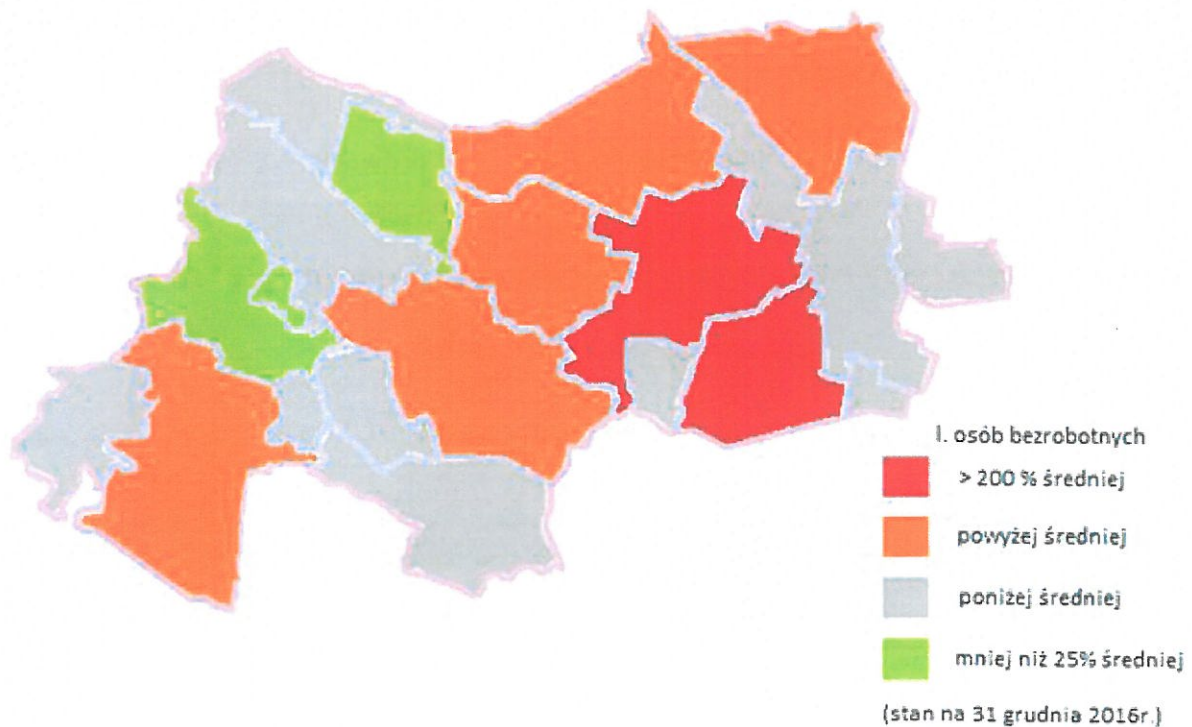 l. osób bezrobotnych
> 200 % średniej
powyżej średniej
poniżej średniej
mniej niż 25% średniej
(stan na 31 grudnia 2016r.)